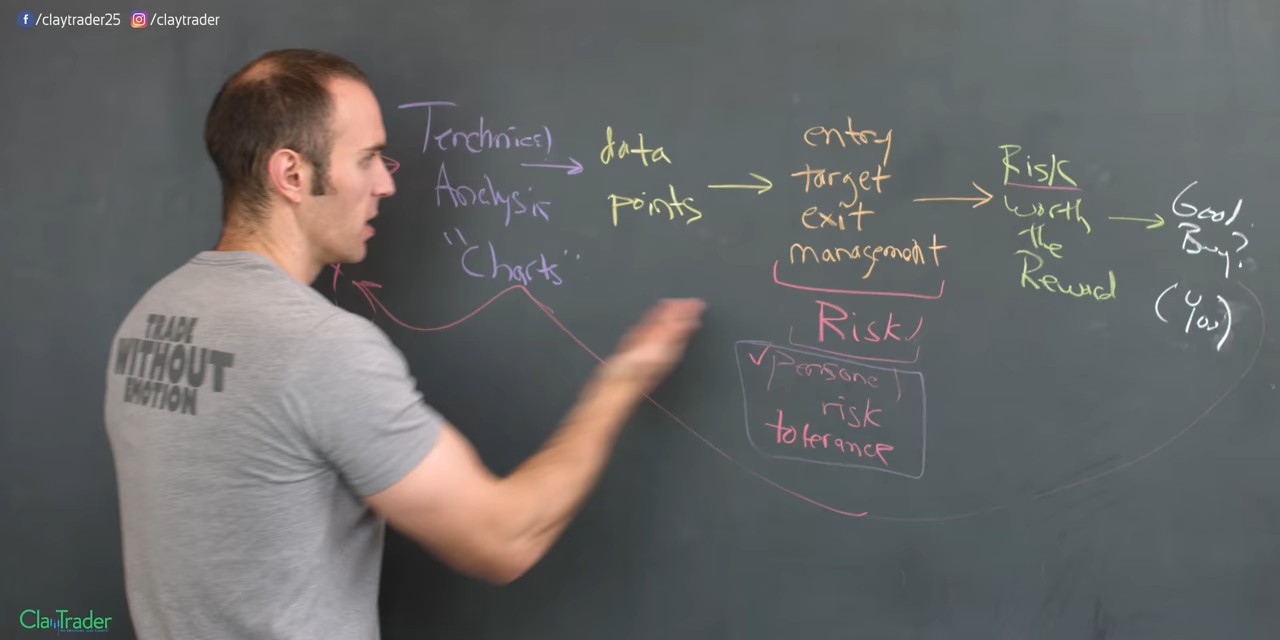 /claytrader25 /claytrader
TRADE
WITHOUT
EMOTION
Technical
Analysis
"Charts"
data
points
entry
target
exit
management
Risk
personal
risk
tolerance
Risk
worth
the
Reward
Good
Buy?
(You)
ClayTrader